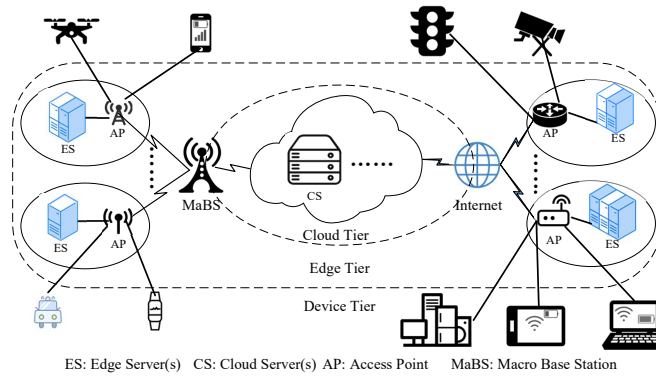 ES
AP
AP
ES
MaBS
CS
Internet
ES
AP
AP
ES
Cloud Tier
Edge Tier
Device Tier
ES: Edge Server(s) CS: Cloud Server(s) AP: Access Point MaBS: Macro Base Station